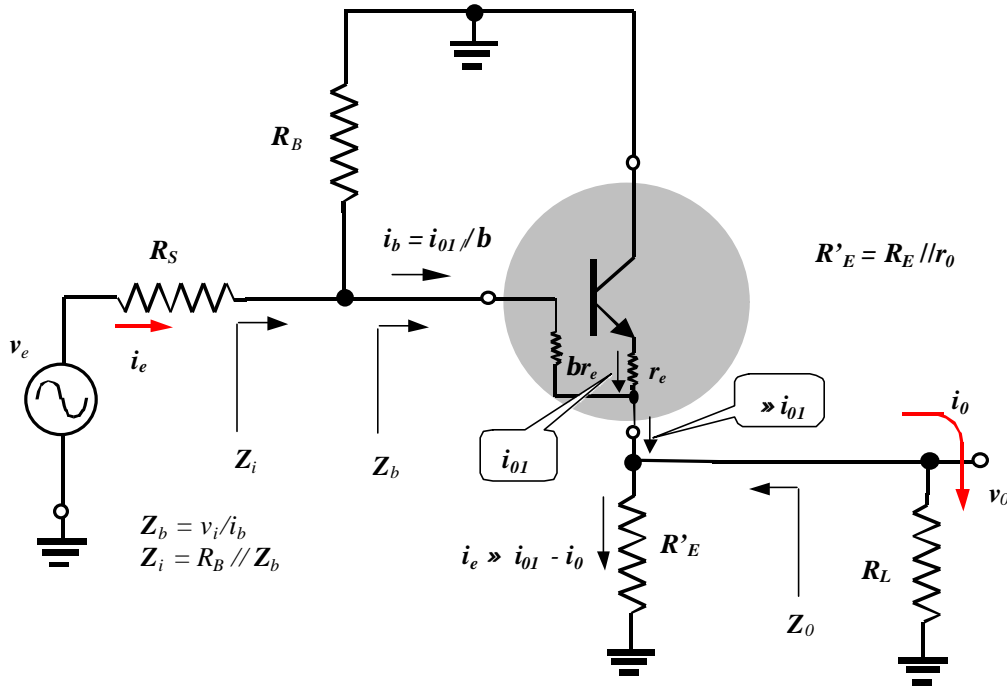 R_B
R_S
i_b = i_01/b
R'_E = R_E //r_0
v_e
i_e
br_e
r_e
» i_01
i_0
i_01
Z_i
Z_b
v_0
Z_b = v_i/i_b
Z_i = R_B // Z_b
i_e » i_01 - i_0
R'_E
R_L
Z_0